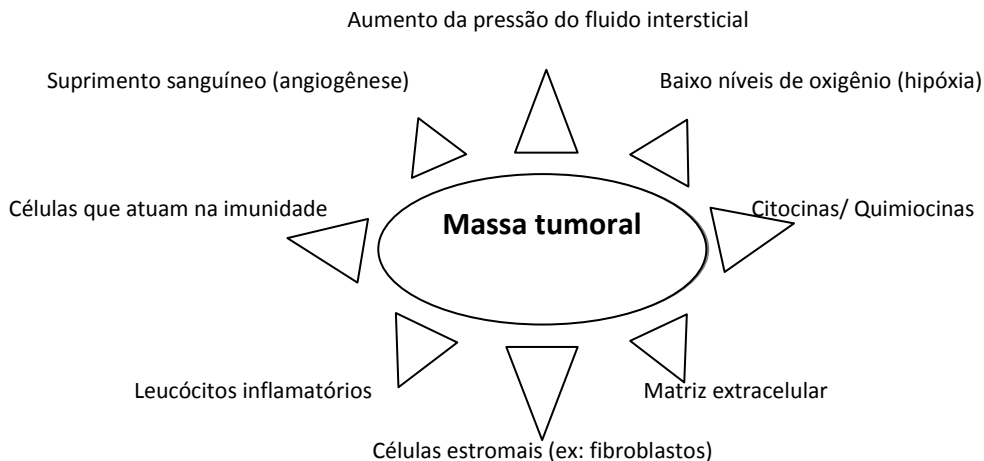 Aumento da pressão do fluido intersticial
Suprimento sanguíneo (angiogênese)
Baixo níveis de oxigênio (hipóxia)
Células que atuam na imunidade
Massa tumoral
Citocinas/ Quimiocinas
Leucócitos inflamatórios
Matriz extracelular
Células estromais (ex: fibroblastos)